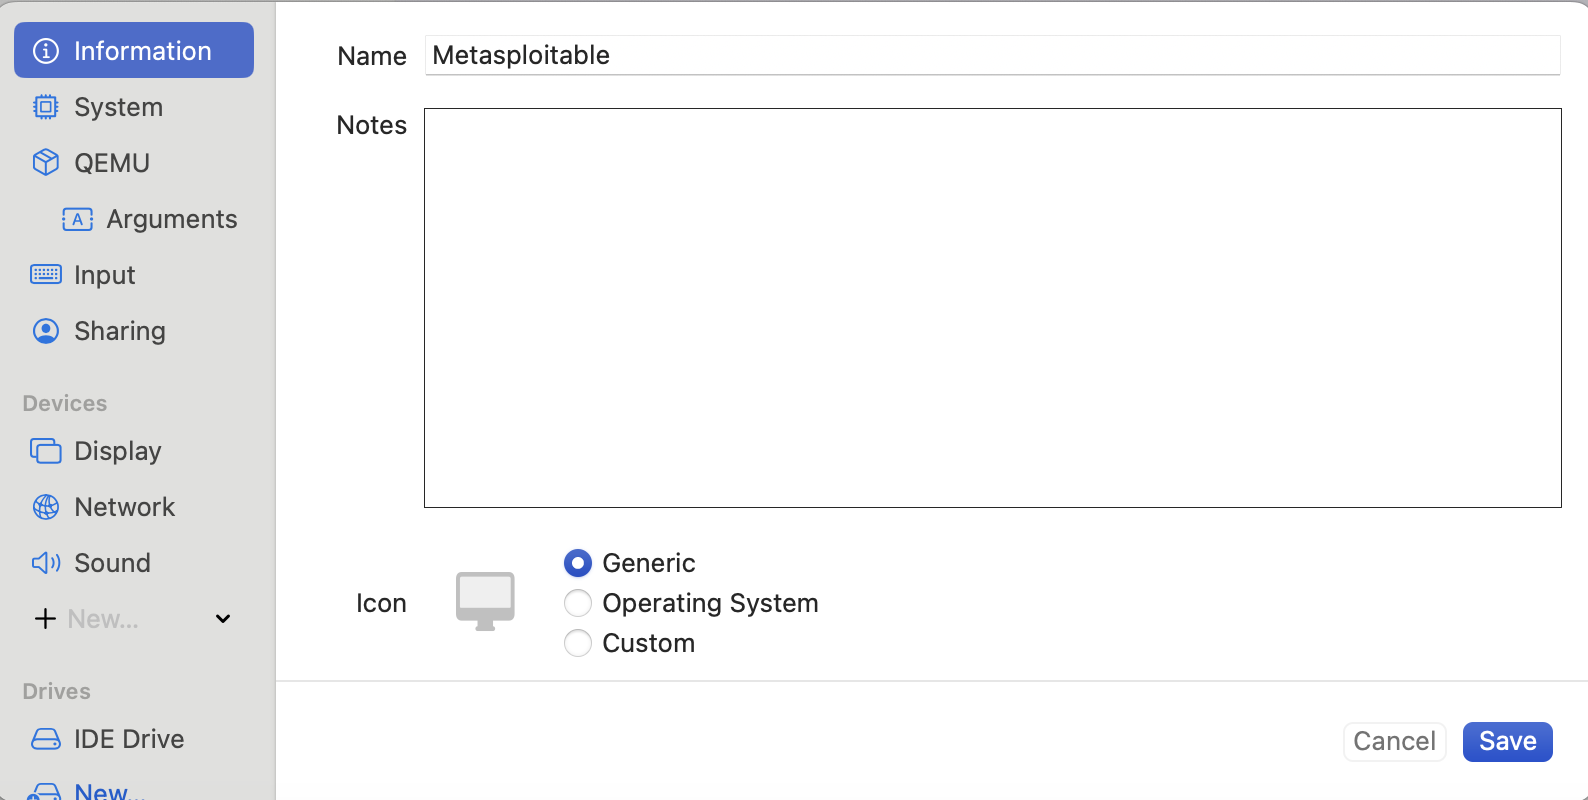 Information
System
QEMU
A Arguments
Input
Sharing
Devices
Display
Network
Sound
New...
Drives
IDE Drive
New...
Name Metasploitable
Notes
Icon
Generic
Operating System
Custom
Cancel Save